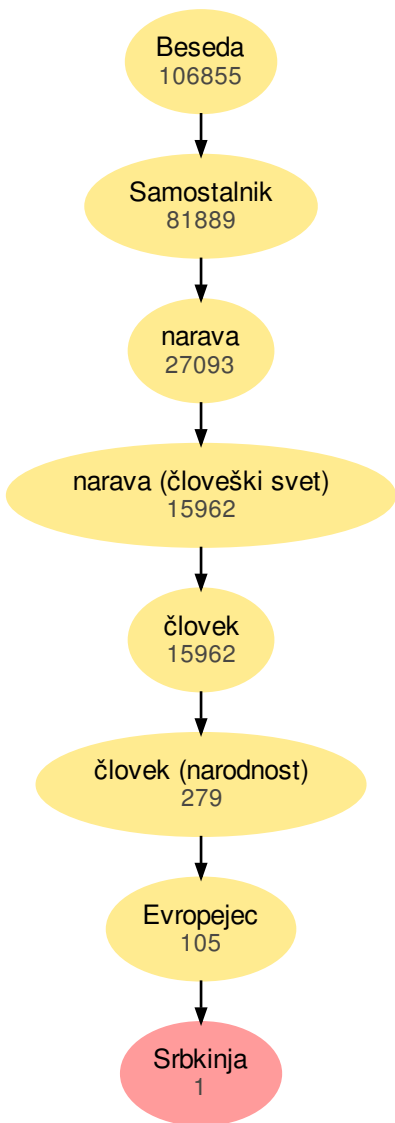 Beseda
106855
Samostalnik
81889
narava
27093
narava (človeški svet)
15962
človek
15962
človek (narodnost)
279
Evropejec
105
Srbkinja
1